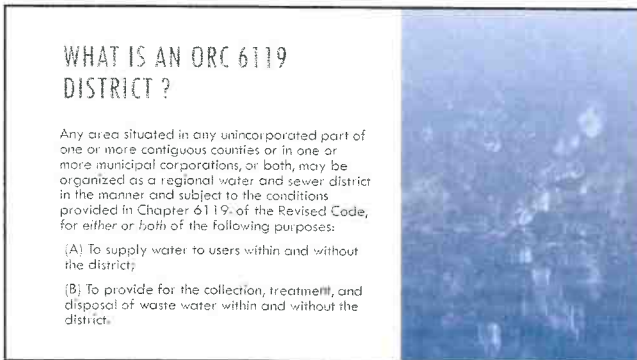 WHAT IS AN ORC 6119
DISTRICT ?
Any area situated in any unincorporated part of
one or more contiguous counties or in one or
more municipal corporations, or both, may be
organized as a regional water and sewer district
in the manner and subject to the conditions
provided in Chapter 6119. of the Revised Code,
for either or both of the following purposes:
(A) To supply water to users within and without
the district;
(B) To provide for the collection, treatment, and
disposal of waste water within and without the
district.